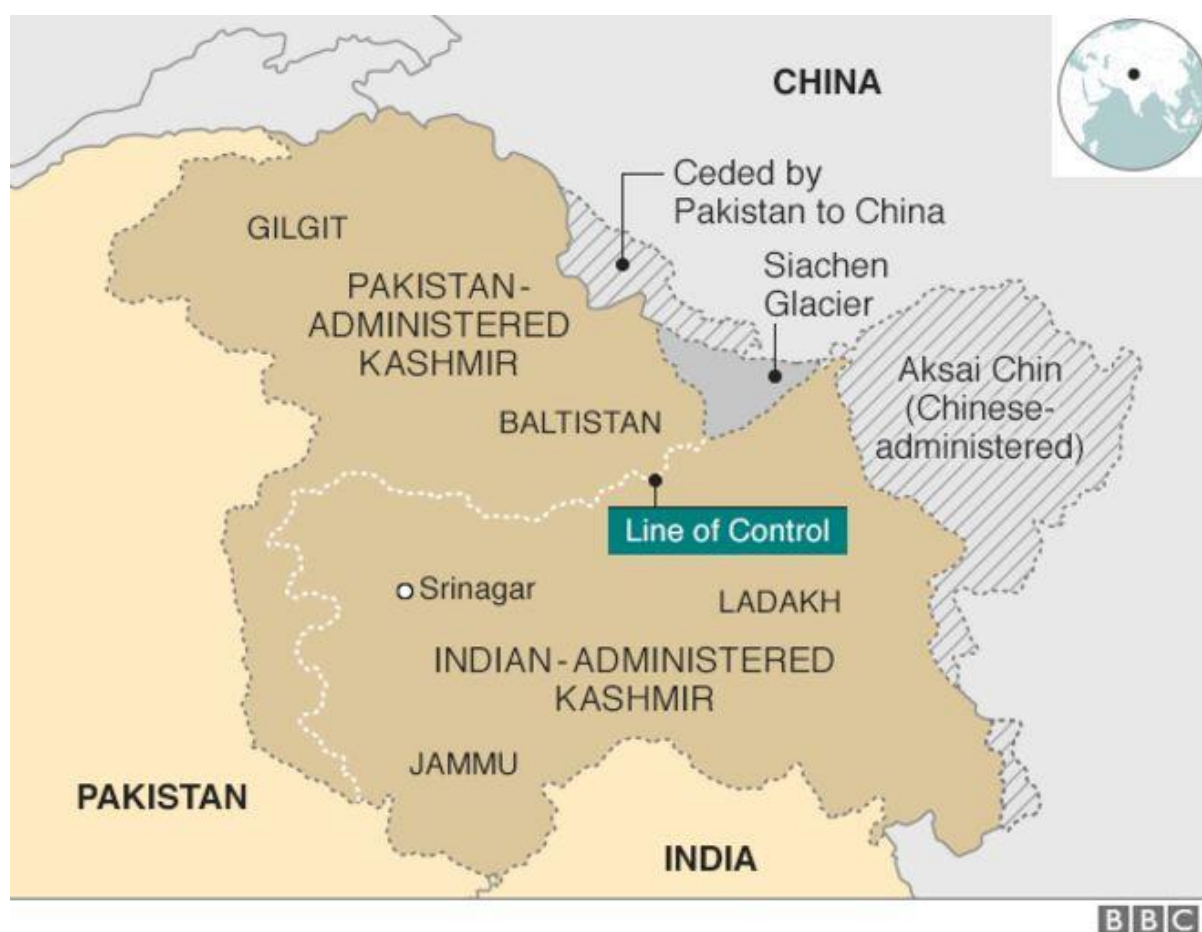 CHINA
Ceded by
Pakistan to China
Siachen
Glacier
GILGIT
PAKISTAN-
ADMINISTERED
KASHMIR
Aksai Chin
(Chinese-
administered)
BALTISTAN
Line of Control
Srinagar
LADAKH
INDIAN-ADMINISTERED
KASHMIR
JAMMU
PAKISTAN
INDIA
BBC